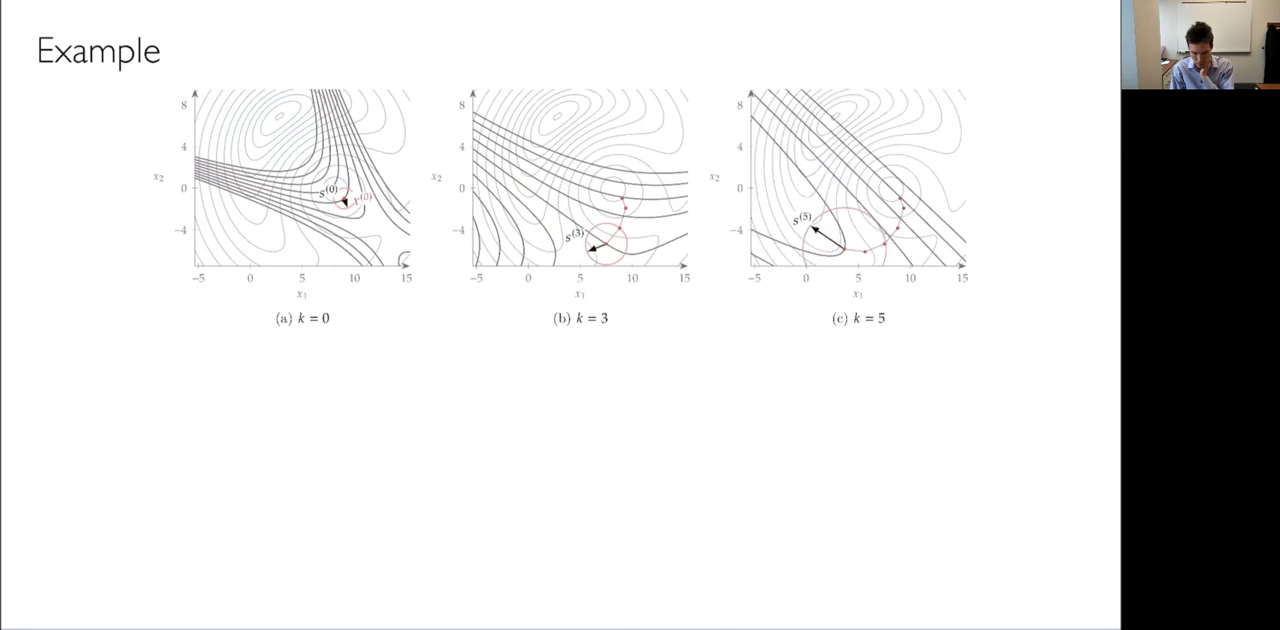 Example
8
4
0
−4
x₂
−5 0 5 10 15
x₁
s⁽⁰⁾
x⁽⁰⁾
(a) k = 0
8
4
0
−4
x₂
−5 0 5 10 15
x₁
s⁽³⁾
(b) k = 3
8
4
0
−4
x₂
−5 0 5 10 15
x₁
s⁽⁵⁾
(c) k = 5